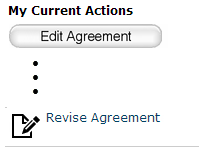 My Current Actions
Edit Agreement
Revise Agreement